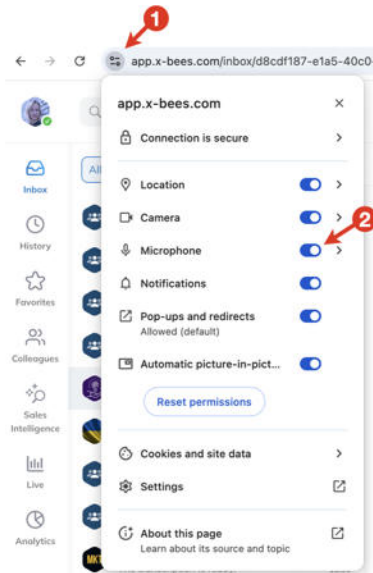 1
app.x-bees.com/inbox/d8cdf187-e1a5-40c0-
app.x-bees.com
Connection is secure
All
Inbox
Location
Camera
2
Microphone
History
Notifications
Favorites
Pop-ups and redirects
Allowed (default)
Colleagues
Automatic picture-in-pict...
Reset permissions
Sales
Intelligence
Cookies and site data
Live
Settings
Analytics
About this page
Learn about its source and topic
MKT